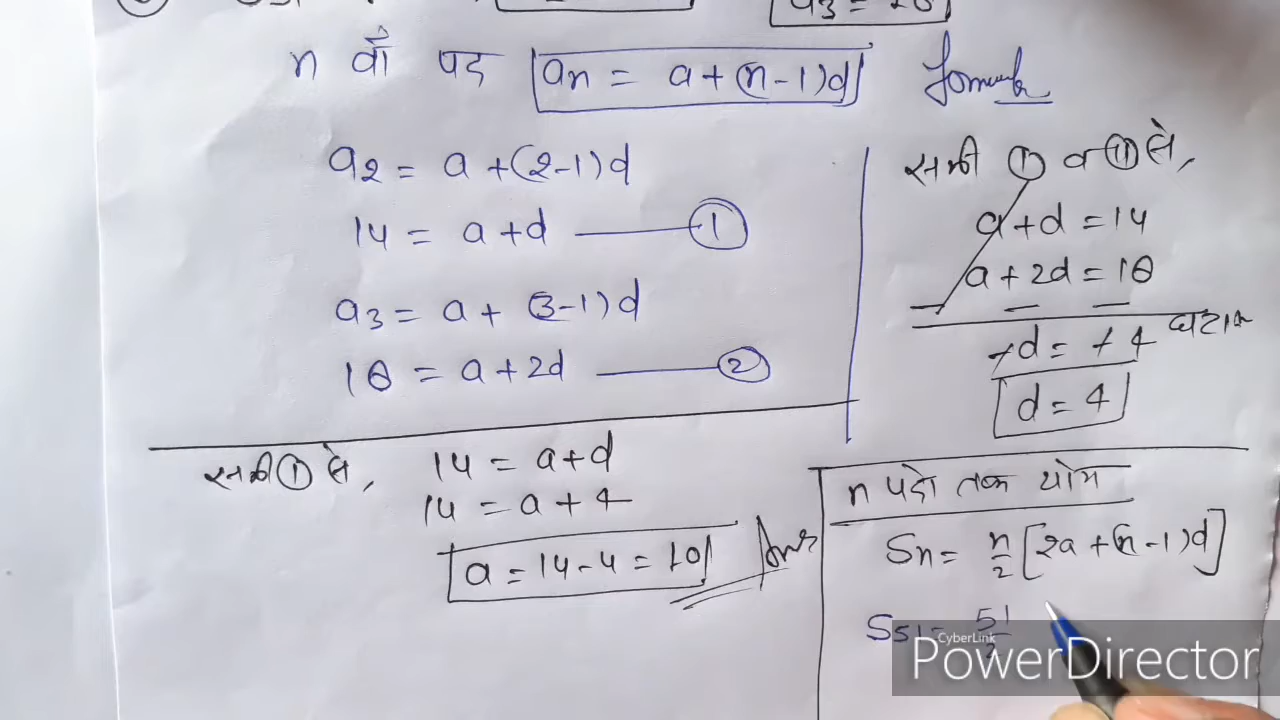 n वाँ पद an = a + (n-1)d
a2 = a + (2-1)d
14 = a+d ——— ①
a3 = a + (3-1)d
18 = a+2d ——— ②
समी ① व ⑪ से,
a+d = 14
a+2d = 18
घटाने
-d = -4
d = 4
समी ① से, 14 = a+d
14 = a+4
a = 14-4 = 10 Ans
n पदो तक योग
Sn = n/2 [2a + (n-1)d]
S51 = 51/2
CyberLink
PowerDirector